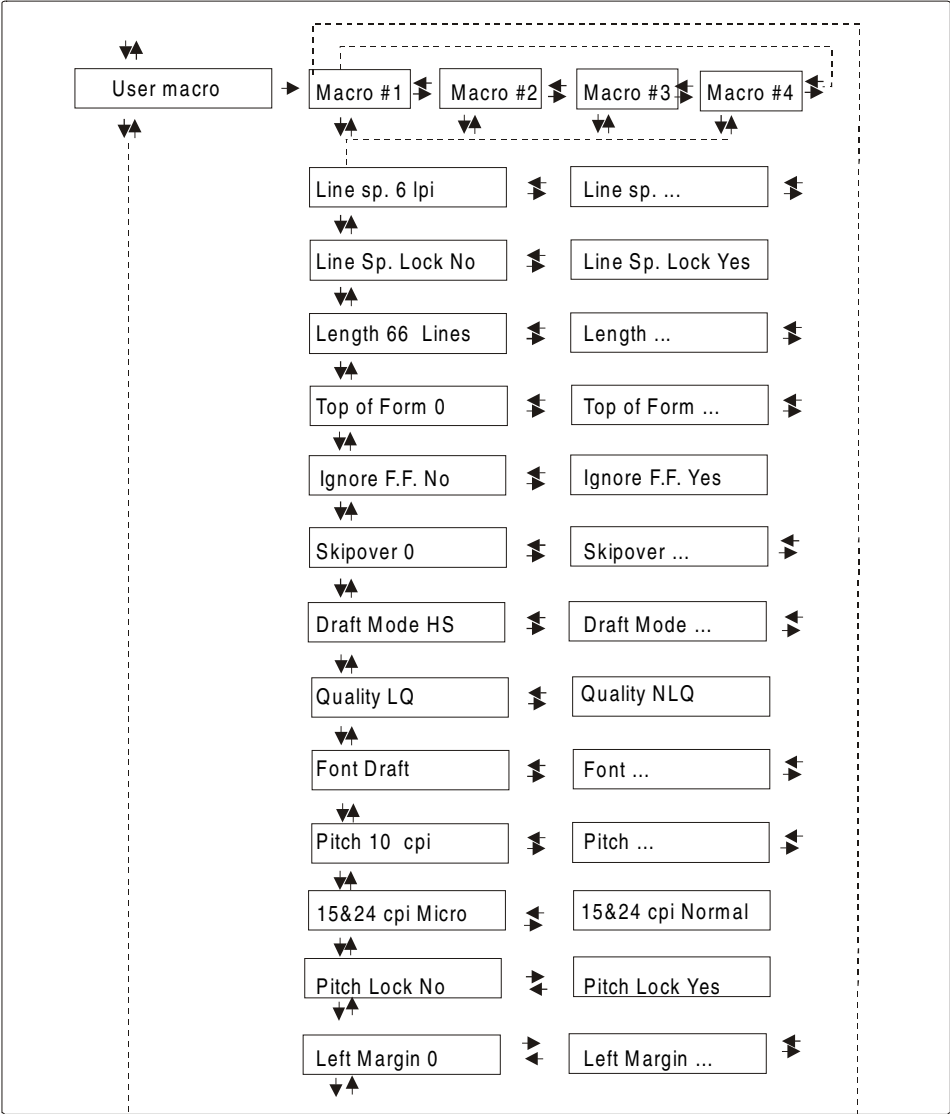 User macro Macro #1 Macro #2 Macro #3 Macro #4
Line sp. 6 lpi Line sp. ...
Line Sp. Lock No Line Sp. Lock Yes
Length 66 Lines Length ...
Top of Form 0 Top of Form ...
Ignore F.F. No Ignore F.F. Yes
Skipover 0 Skipover ...
Draft Mode HS Draft Mode ...
Quality LQ Quality NLQ
Font Draft Font ...
Pitch 10 cpi Pitch ...
15&24 cpi Micro 15&24 cpi Normal
Pitch Lock No Pitch Lock Yes
Left Margin 0 Left Margin ...